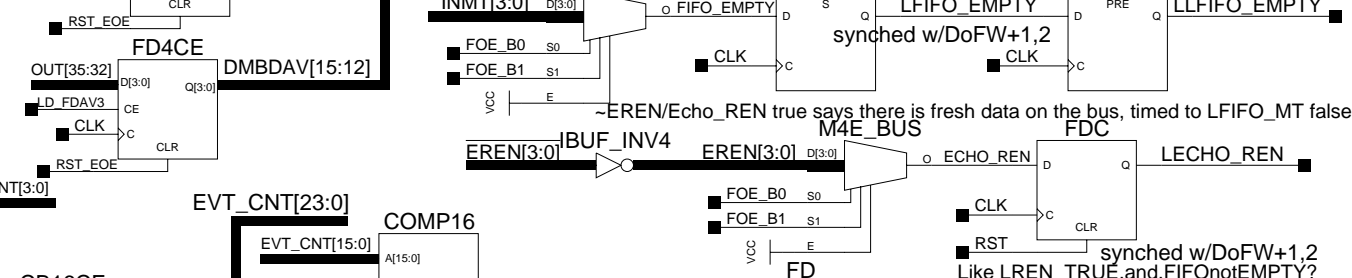 CLR
RST_EOE
FD4CE
OUT[35:32]
DMBDAV[15:12]
D[3:0]
Q[3:0]
LD_FDAV3
CE
CLK
C
CLR
RST_EOE
NT[3:0]
INMT[3:0]
D[3:0]
O
FIFO_EMPTY
FOE_B0
S0
FOE_B1
S1
VCC
E
S
D
Q
LFIFO_EMPTY
CLK
C
synched w/DoFW+1,2
PRE
D
Q
LLFIFO_EMPTY
CLK
C
~EREN/Echo_REN true says there is fresh data on the bus, timed to LFIFO_MT false
EREN[3:0]
IBUF_INV4
EREN[3:0]
M4E_BUS
D[3:0]
O
ECHO_REN
FOE_B0
S0
FOE_B1
S1
VCC
E
FD
FDC
D
Q
LECHO_REN
CLK
C
CLR
RST
synched w/DoFW+1,2
Like LREN_TRUE.and.FIFOnotEMPTY?
EVT_CNT[23:0]
COMP16
EVT_CNT[15:0]
A[15:0]